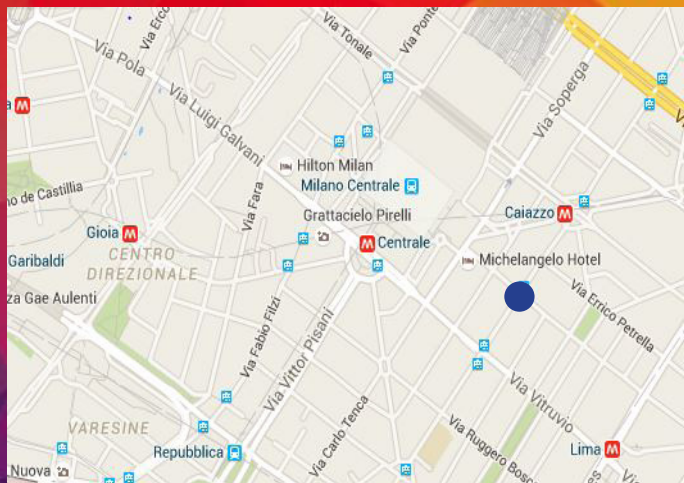 Via Pola
Via Tonale
Via Luigi Galvani
Via Soperga
Hilton Milan
Milano Centrale
no de Castillia
Via Fara
Grattacielo Pirelli
Caiazzo
Gioia
Centrale
CENTRO
DIREZIONALE
Garibaldi
Michelangelo Hotel
za Gae Aulenti
Via Errico Petrella
Via Fabio Filzi
Via Vittor Pisani
Via Vitruvio
VARESINE
Via Carlo Tenca
Via Ruggero Bosc
Repubblica
Lima
Nuova